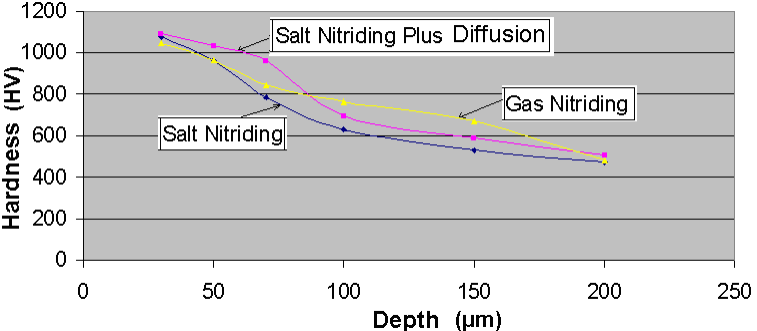 1200
1000
800
600
400
200
0
Hardness (HV)
Salt Nitriding Plus Diffusion
Gas Nitriding
Salt Nitriding
0 50 100 150 200 250
Depth (µm)